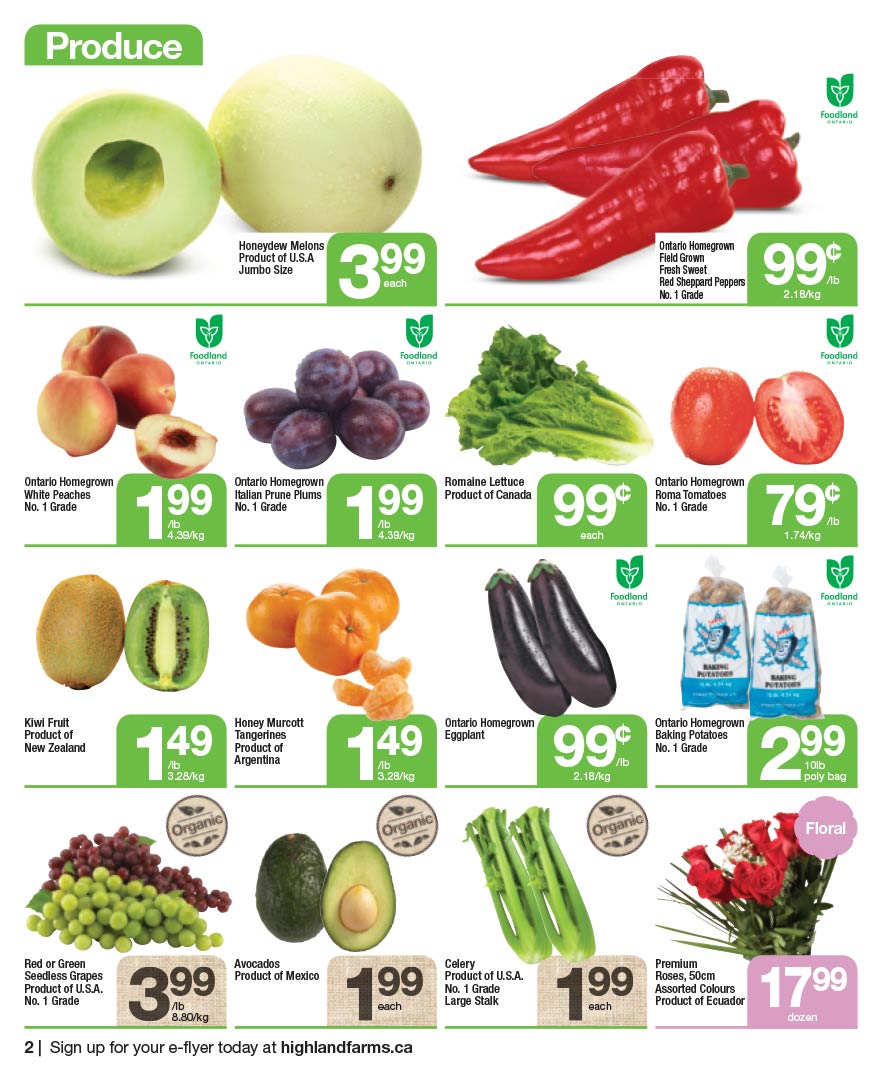 Produce
Foodland
ONTARIO
Honeydew Melons
Product of U.S.A
Jumbo Size
3.99
each
Ontario Homegrown
Field Grown
Fresh Sweet
Red Sheppard Peppers
No. 1 Grade
99¢
/lb
2.18/kg
Foodland
ONTARIO
Ontario Homegrown
White Peaches
No. 1 Grade
1.99
/lb
4.39/kg
Foodland
ONTARIO
Ontario Homegrown
Italian Prune Plums
No. 1 Grade
1.99
/lb
4.39/kg
Romaine Lettuce
Product of Canada
99¢
each
Foodland
ONTARIO
Ontario Homegrown
Roma Tomatoes
No. 1 Grade
79¢
/lb
1.74/kg
Kiwi Fruit
Product of
New Zealand
1.49
/lb
3.28/kg
Honey Murcott
Tangerines
Product of
Argentina
1.49
/lb
3.28/kg
Foodland
ONTARIO
Ontario Homegrown
Eggplant
99¢
/lb
2.18/kg
Foodland
ONTARIO
BAKING
POTATOES
BAKING
POTATOES
Ontario Homegrown
Baking Potatoes
No. 1 Grade
2.99
10lb
poly bag
Organic
Red or Green
Seedless Grapes
Product of U.S.A.
No. 1 Grade
3.99
/lb
8.80/kg
Organic
Avocados
Product of Mexico
1.99
each
Organic
Celery
Product of U.S.A.
No. 1 Grade
Large Stalk
1.99
each
Floral
Premium
Roses, 50cm
Assorted Colours
Product of Ecuador
17.99
dozen
2 | Sign up for your e-flyer today at highlandfarms.ca